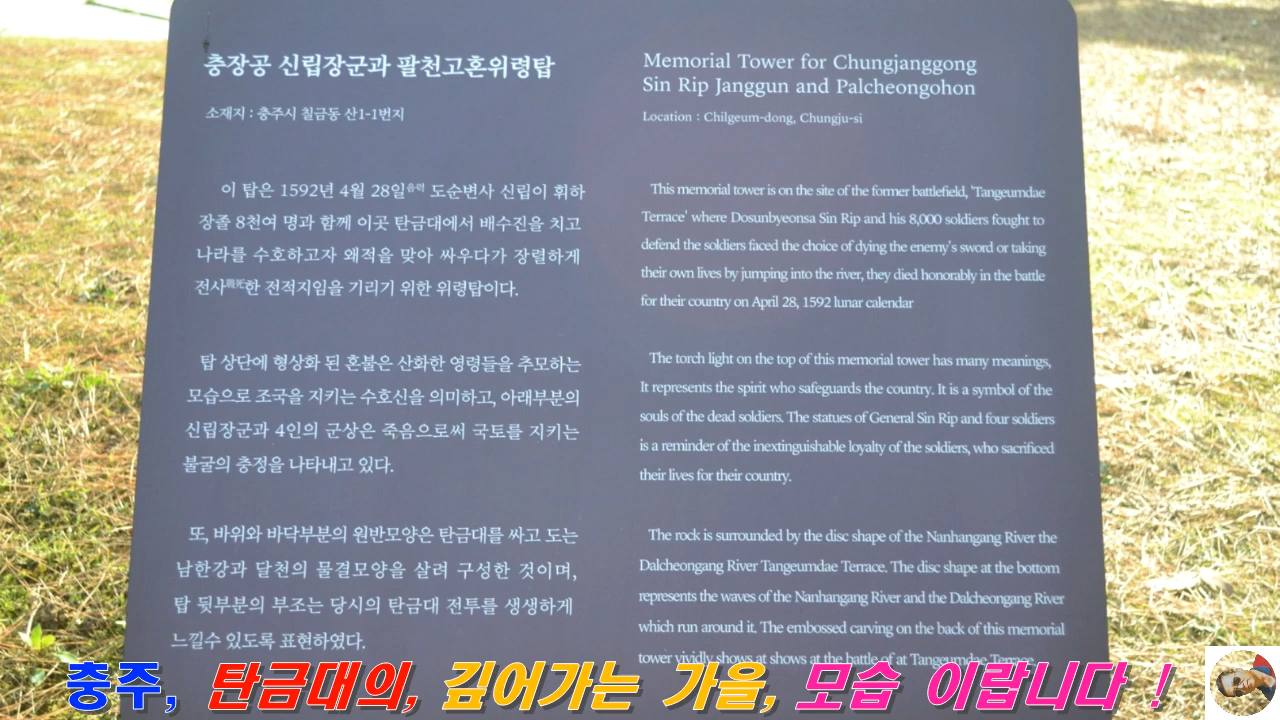 충장공 신립장군과 팔천고혼위령탑
소재지 : 충주시 칠금동 산1-1번지
이 탑은 1592년 4월 28일음력 도순변사 신립이 휘하
장졸 8천여 명과 함께 이곳 탄금대에서 배수진을 치고
나라를 수호하고자 왜적을 맞아 싸우다가 장렬하게
전사戰死한 전적지임을 기리기 위한 위령탑이다.
탑 상단에 형상화 된 혼불은 산화한 영령들을 추모하는
모습으로 조국을 지키는 수호신을 의미하고, 아래부분의
신립장군과 4인의 군상은 죽음으로써 국토를 지키는
불굴의 충정을 나타내고 있다.
또, 바위와 바닥부분의 원반모양은 탄금대를 싸고 도는
남한강과 달천의 물결모양을 살려 구성한 것이며,
탑 뒷부분의 부조는 당시의 탄금대 전투를 생생하게
느낄수 있도록 표현하였다.
Memorial Tower for Chungjanggong
Sin Rip Janggun and Palcheongohon
Location : Chilgeum-dong, Chungju-si
This memorial tower is on the site of the former battlefield, 'Tangeumdae
Terrace' where Dosunbyeonsa Sin Rip and his 8,000 soldiers fought to
defend the soldiers faced the choice of dying the enemy's sword or taking
their own lives by jumping into the river, they died honorably in the battle
for their country on April 28, 1592 lunar calendar
The torch light on the top of this memorial tower has many meanings,
It represents the spirit who safeguards the country. It is a symbol of the
souls of the dead soldiers. The statues of General Sin Rip and four soldiers
is a reminder of the inextinguishable loyalty of the soldiers, who sacrificed
their lives for their country.
The rock is surrounded by the disc shape of the Nanhangang River the
Dalcheongang River Tangeumdae Terrace. The disc shape at the bottom
represents the waves of the Nanhangang River and the Dalcheongang River
which run around it. The embossed carving on the back of this memorial
tower vividly shows at shows at the battle of at Tangeumdae Terrace
충주, 탄금대의, 깊어가는 가을, 모습 이랍니다 !